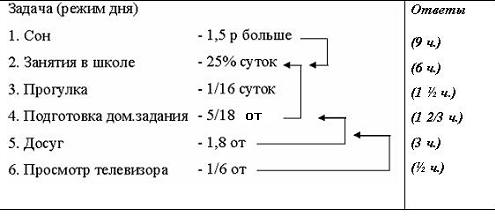 Задача (режим дня) Ответы
1. Сон - 1,5 р больше (9 ч.)
2. Занятия в школе - 25% суток (6 ч.)
3. Прогулка - 1/16 суток (1 ½ ч.)
4. Подготовка дом.задания - 5/18 от (1 2/3 ч.)
5. Досуг - 1,8 от (3 ч.)
6. Просмотр телевизора - 1/6 от (½ ч.)